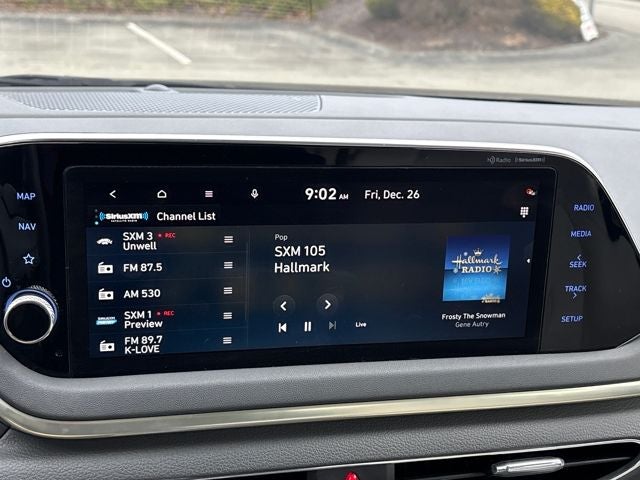 HD Radio SiriusXM
9:02 AM Fri, Dec. 26
SiriusXM Channel List
SATELLITE RADIO
SXM 3 REC
Unwell
FM 87.5
AM 530
SXM 1 REC
Preview
FM 89.7
K-LOVE
Pop
SXM 105
Hallmark
Live
Hallmark
RADIO
Frosty The Snowman
Gene Autry
MAP
NAV
RADIO
MEDIA
SEEK
TRACK
SETUP